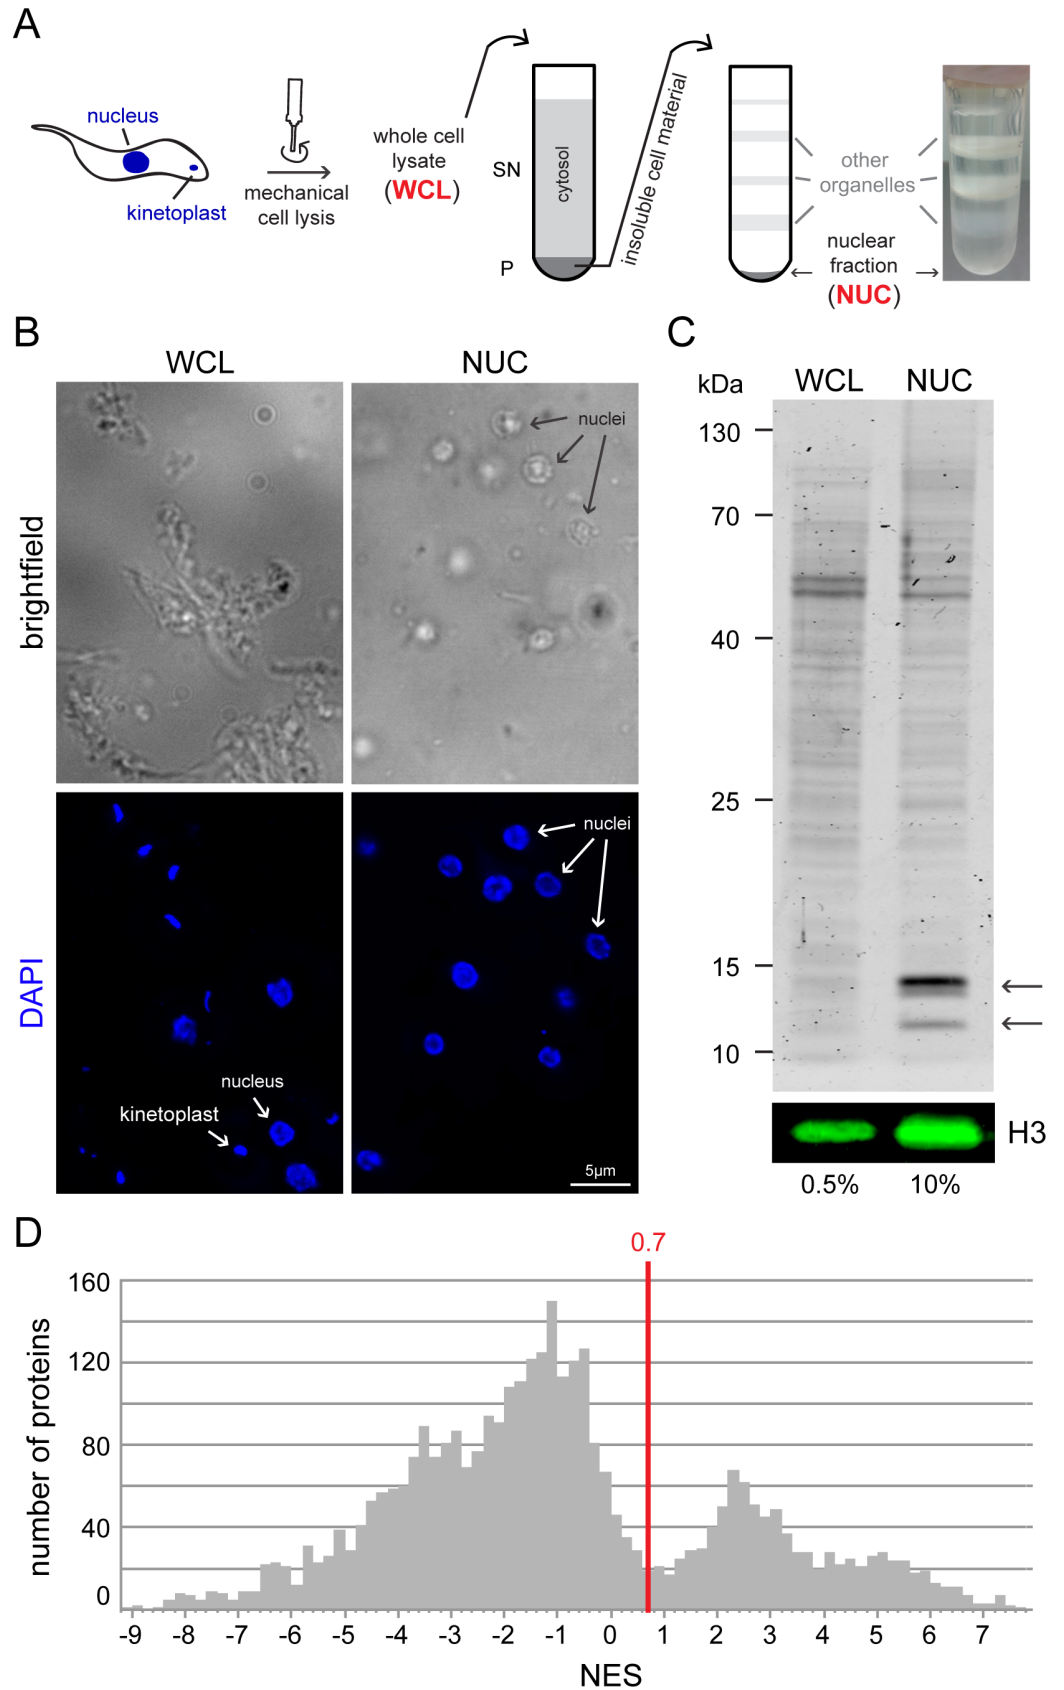 A
nucleus
kinetoplast
mechanical
cell lysis
whole cell
lysate
(WCL)
SN
P
cytosol
insoluble cell material
other
organelles
nuclear
fraction
(NUC)
B
WCL
NUC
brightfield
nuclei
DAPI
nuclei
nucleus
kinetoplast
5µm
C
kDa
WCL
NUC
130
70
40
25
15
10
H3
0.5%
10%
D
0.7
number of proteins
160
120
80
40
0
-9 -8 -7 -6 -5 -4 -3 -2 -1 0 1 2 3 4 5 6 7
NES